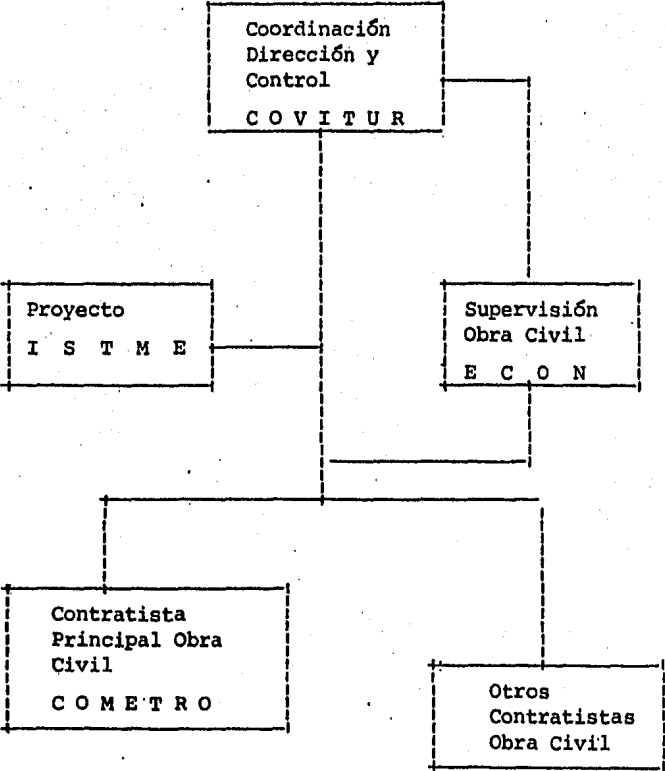 Coordinación
Dirección y
Control
C O V I T U R
Proyecto
I S T M E
Supervisión
Obra Civil
E C O N
Contratista
Principal Obra
Civil
C O M E T R O
Otros
Contratistas
Obra Civil